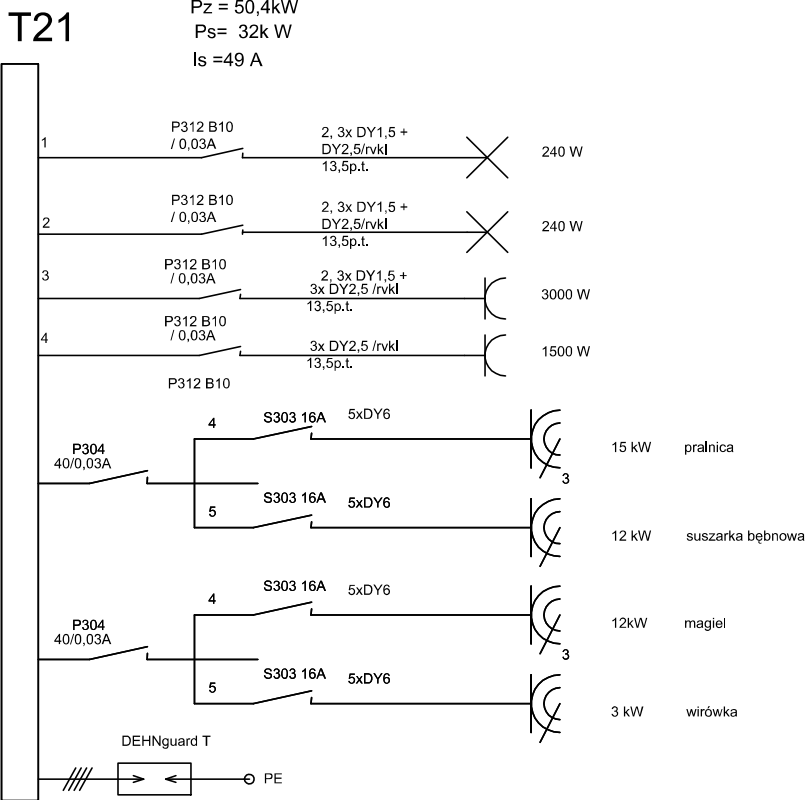 T21
Pz = 50,4kW
Ps= 32k W
Is =49 A
1
P312 B10
/ 0,03A
2, 3x DY1,5 +
DY2,5/rvkl
13,5p.t.
240 W
2
P312 B10
/ 0,03A
2, 3x DY1,5 +
DY2,5/rvkl
13,5p.t.
240 W
3
P312 B10
/ 0,03A
2, 3x DY1,5 +
3x DY2,5 /rvkl
13,5p.t.
3000 W
4
P312 B10
/ 0,03A
3x DY2,5 /rvkl
13,5p.t.
1500 W
P312 B10
P304
40/0,03A
4
S303 16A
5xDY6
3
15 kW
pralnica
5
S303 16A
5xDY6
12 kW
suszarka bębnowa
P304
40/0,03A
4
S303 16A
5xDY6
3
12kW
magiel
5
S303 16A
5xDY6
3 kW
wirówka
DEHNguard T
PE